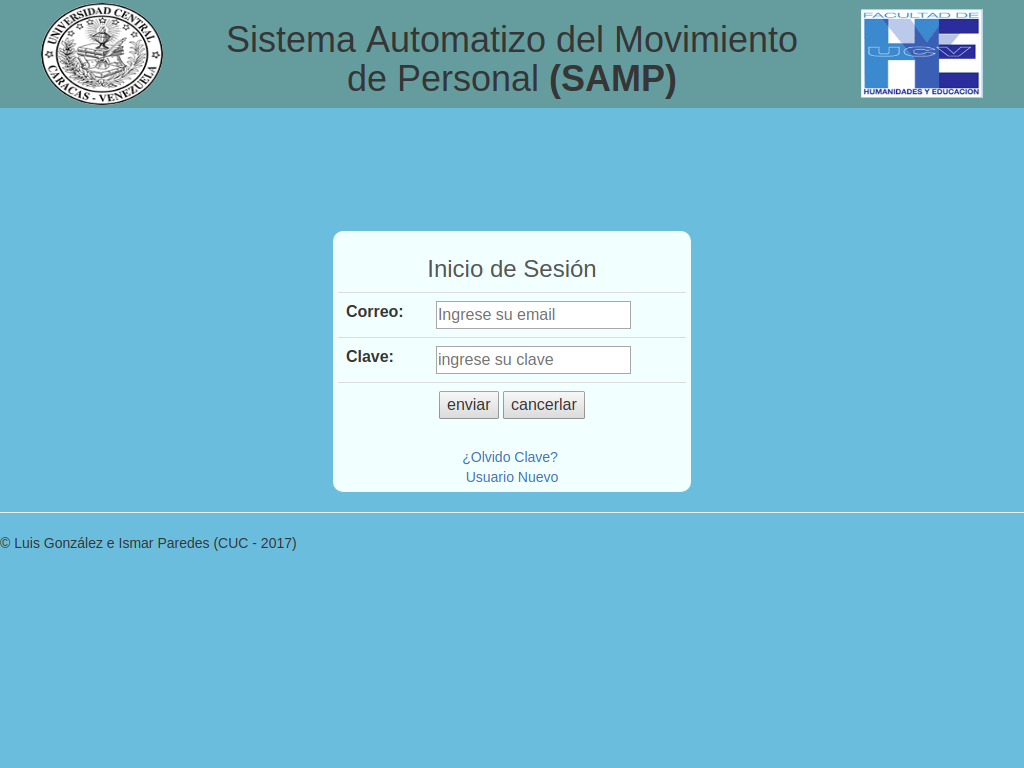 UNIVERSIDAD CENTRAL
CARACAS - VENEZUELA
Sistema Automatizo del Movimiento
de Personal (SAMP)
FACULTAD DE
UCV
HUMANIDADES Y EDUCACION
Inicio de Sesión
Correo: Ingrese su email
Clave: ingrese su clave
enviar cancerlar
¿Olvido Clave?
Usuario Nuevo
© Luis González e Ismar Paredes (CUC - 2017)